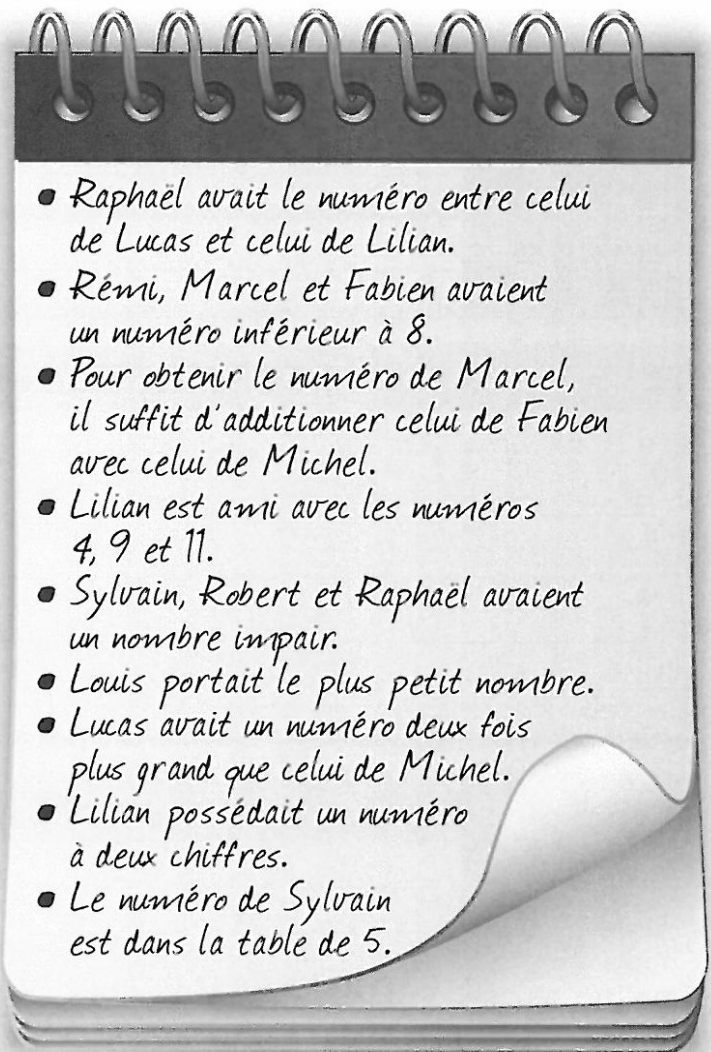 • Raphaël avait le numéro entre celui
de Lucas et celui de Lilian.
• Rémi, Marcel et Fabien avaient
un numéro inférieur à 8.
• Pour obtenir le numéro de Marcel,
il suffit d'additionner celui de Fabien
avec celui de Michel.
• Lilian est ami avec les numéros
4, 9 et 11.
• Sylvain, Robert et Raphaël avaient
un nombre impair.
• Louis portait le plus petit nombre.
• Lucas avait un numéro deux fois
plus grand que celui de Michel.
• Lilian possédait un numéro
à deux chiffres.
• Le numéro de Sylvain
est dans la table de 5.